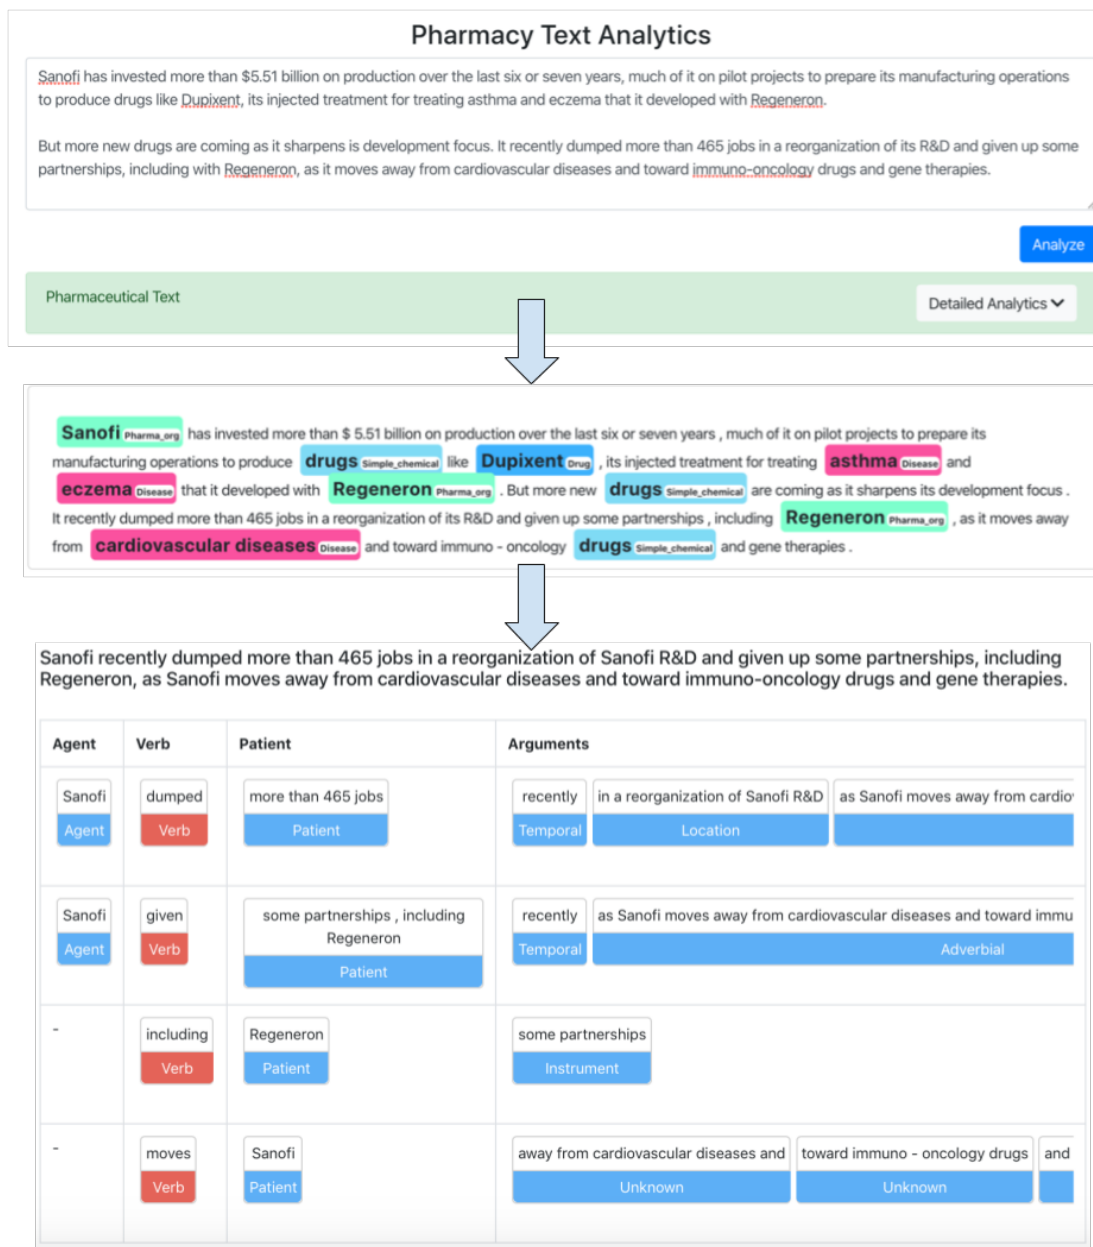 Pharmacy Text Analytics
Sanofi has invested more than $5.51 billion on production over the last six or seven years, much of it on pilot projects to prepare its manufacturing operations
to produce drugs like Dupixent, its injected treatment for treating asthma and eczema that it developed with Regeneron.
But more new drugs are coming as it sharpens is development focus. It recently dumped more than 465 jobs in a reorganization of its R&D and given up some
partnerships, including with Regeneron, as it moves away from cardiovascular diseases and toward immuno-oncology drugs and gene therapies.
Analyze
Pharmaceutical Text
Detailed Analytics
Sanofi Pharma_org has invested more than $ 5.51 billion on production over the last six or seven years , much of it on pilot projects to prepare its
manufacturing operations to produce drugs Simple_chemical like Dupixent Drug , its injected treatment for treating asthma Disease and
eczema Disease that it developed with Regeneron Pharma_org . But more new drugs Simple_chemical are coming as it sharpens its development focus .
It recently dumped more than 465 jobs in a reorganization of its R&D and given up some partnerships , including Regeneron Pharma_org , as it moves away
from cardiovascular diseases Disease and toward immuno - oncology drugs Simple_chemical and gene therapies .
Sanofi recently dumped more than 465 jobs in a reorganization of Sanofi R&D and given up some partnerships, including
Regeneron, as Sanofi moves away from cardiovascular diseases and toward immuno-oncology drugs and gene therapies.
Agent Verb Patient Arguments
Sanofi dumped more than 465 jobs recently in a reorganization of Sanofi R&D as Sanofi moves away from cardio
Agent Verb Patient Temporal Location
Sanofi given some partnerships , including recently as Sanofi moves away from cardiovascular diseases and toward immu
Regeneron
Agent Verb Patient Temporal Adverbial
- including Regeneron some partnerships
Verb Patient Instrument
- moves Sanofi away from cardiovascular diseases and toward immuno - oncology drugs and
Verb Patient Unknown Unknown